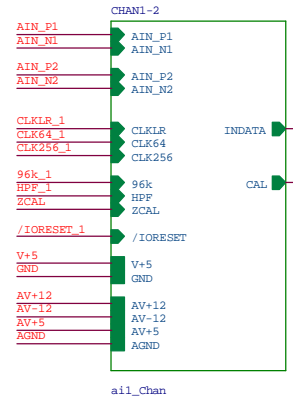 CHAN1-2
AIN_P1 AIN_P1
AIN_N1 AIN_N1
AIN_P2 AIN_P2
AIN_N2 AIN_N2
CLKLR_1 CLKLR INDATA
CLK64_1 CLK64
CLK256_1 CLK256
96k_1 96k CAL
HPF_1 HPF
ZCAL ZCAL
/IORESET_1 /IORESET
V+5 V+5
GND GND
AV+12 AV+12
AV-12 AV-12
AV+5 AV+5
AGND AGND
ai1_Chan